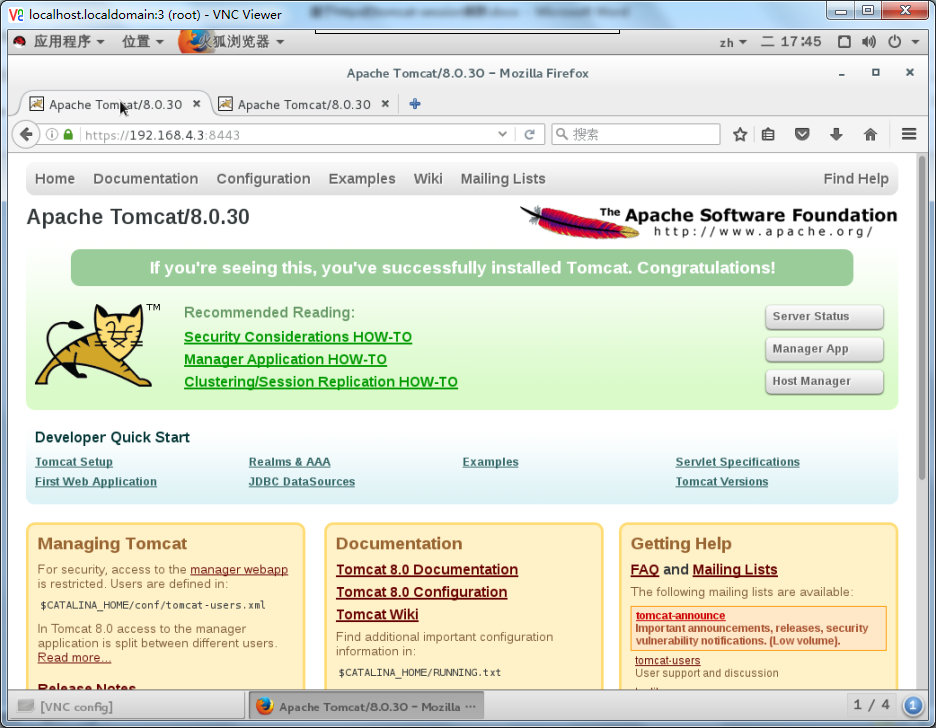 localhost.localdomain:3 (root) - VNC Viewer
应用程序 位置 火狐浏览器 zh 二 17:45
Apache Tomcat/8.0.30 - Mozilla Firefox
Apache Tomcat/8.0.30 Apache Tomcat/8.0.30
https://192.168.4.3:8443 搜索
Home Documentation Configuration Examples Wiki Mailing Lists Find Help
Apache Tomcat/8.0.30
The Apache Software Foundation
http://www.apache.org/
If you're seeing this, you've successfully installed Tomcat. Congratulations!
TM
Recommended Reading:
Security Considerations HOW-TO
Manager Application HOW-TO
Clustering/Session Replication HOW-TO
Server Status
Manager App
Host Manager
Developer Quick Start
Tomcat Setup
First Web Application
Realms & AAA
JDBC DataSources
Examples
Servlet Specifications
Tomcat Versions
Managing Tomcat
For security, access to the manager webapp
is restricted. Users are defined in:
$CATALINA_HOME/conf/tomcat-users.xml
In Tomcat 8.0 access to the manager
application is split between different users.
Read more...
Release Notes
Documentation
Tomcat 8.0 Documentation
Tomcat 8.0 Configuration
Tomcat Wiki
Find additional important configuration
information in:
$CATALINA_HOME/RUNNING.txt
Getting Help
FAQ and Mailing Lists
The following mailing lists are available:
tomcat-announce
Important announcements, releases, security
vulnerability notifications. (Low volume).
tomcat-users
User support and discussion
[VNC config] Apache Tomcat/8.0.30 - Mozilla ··· 1 / 4 1